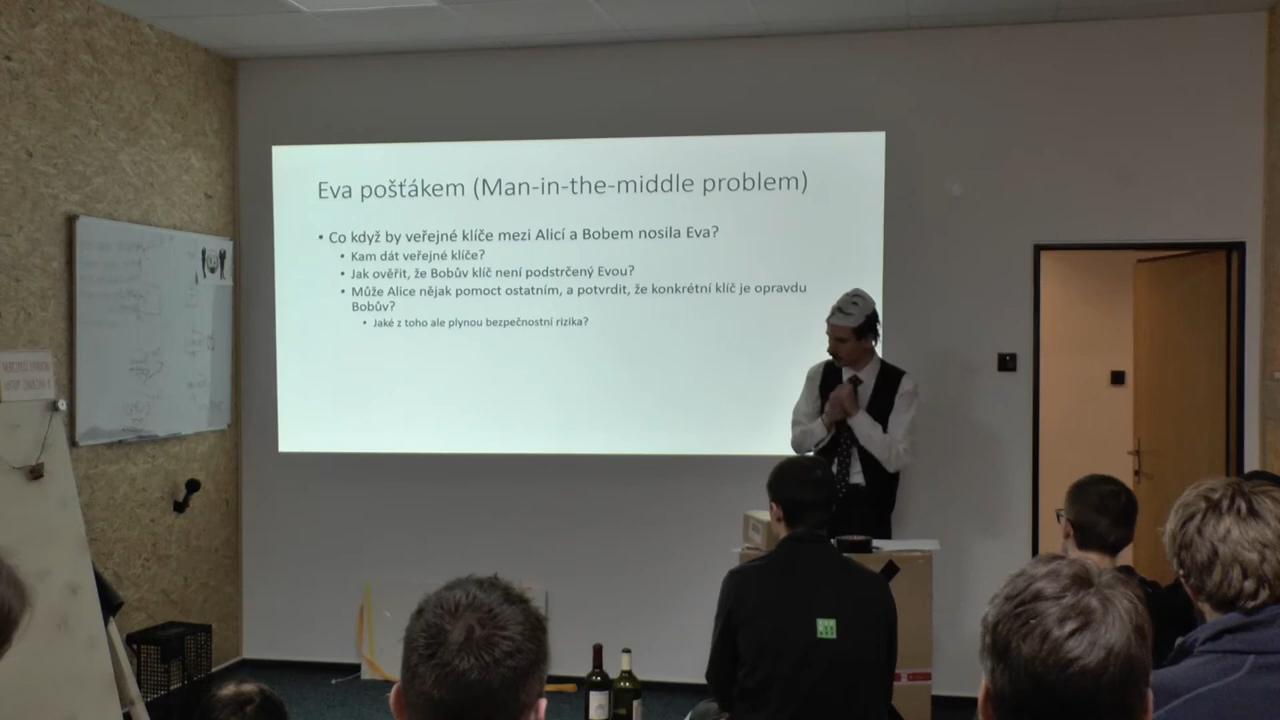 Eva pošťákem (Man-in-the-middle problem)
• Co když by veřejné klíče mezi Alicí a Bobem nosila Eva?
• Kam dát veřejné klíče?
• Jak ověřit, že Bobův klíč není podstrčený Evou?
• Může Alice nějak pomoct ostatním, a potvrdit, že konkrétní klíč je opravdu
Bobův?
• Jaké z toho ale plynou bezpečnostní rizika?